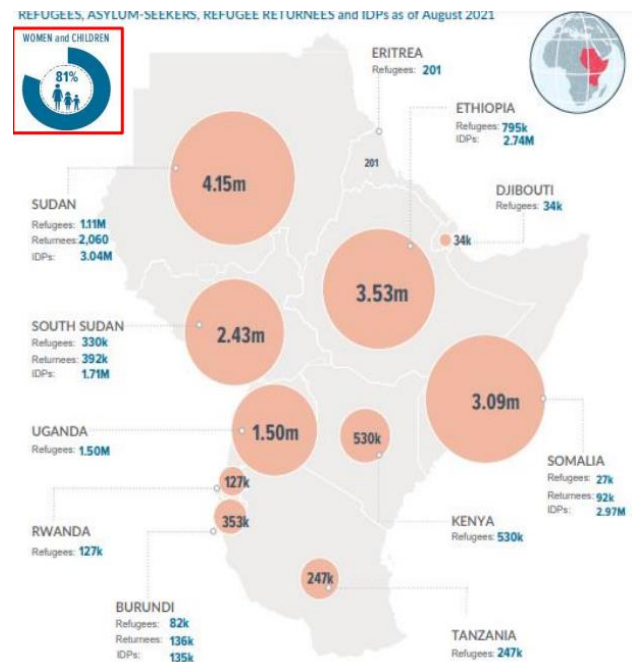 REFUGEES, ASYLUM-SEEKERS, REFUGEE RETURNEES and IDPs as of August 2021
WOMEN and CHILDREN
81%
ERITREA
Refugees: 201
ETHIOPIA
Refugees: 795k
IDPs: 2.74M
201
4.15m
DJIBOUTI
Refugees: 34k
SUDAN
Refugees: 1.11M
Returnees: 2,060
IDPs: 3.04M
34k
3.53m
SOUTH SUDAN
Refugees: 330k
Returnees: 392k
IDPs: 1.71M
2.43m
3.09m
UGANDA
Refugees: 1.50M
1.50m
530k
SOMALIA
Refugees: 27k
Returnees: 92k
IDPs: 2.97M
127k
353k
RWANDA
Refugees: 127k
KENYA
Refugees: 530k
247k
BURUNDI
Refugees: 82k
Returnees: 136k
IDPs: 135k
TANZANIA
Refugees: 247k